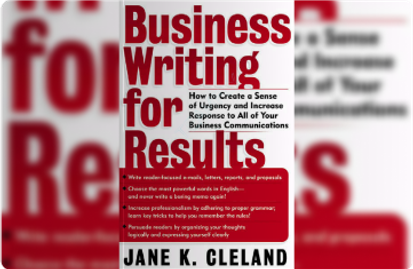 Business
Writing
for
Results
How to Create a Sense
of Urgency and Increase
Response to All of Your
Business Communications
• Write reader-focused e-mails, letters, reports, and proposals
• Choose the most powerful words in English—
and never write a boring memo again!
• Increase professionalism by adhering to proper grammar;
learn key tricks to help you remember the rules!
• Persuade readers by organizing your thoughts
logically and expressing yourself clearly
JANE K. CLELAND